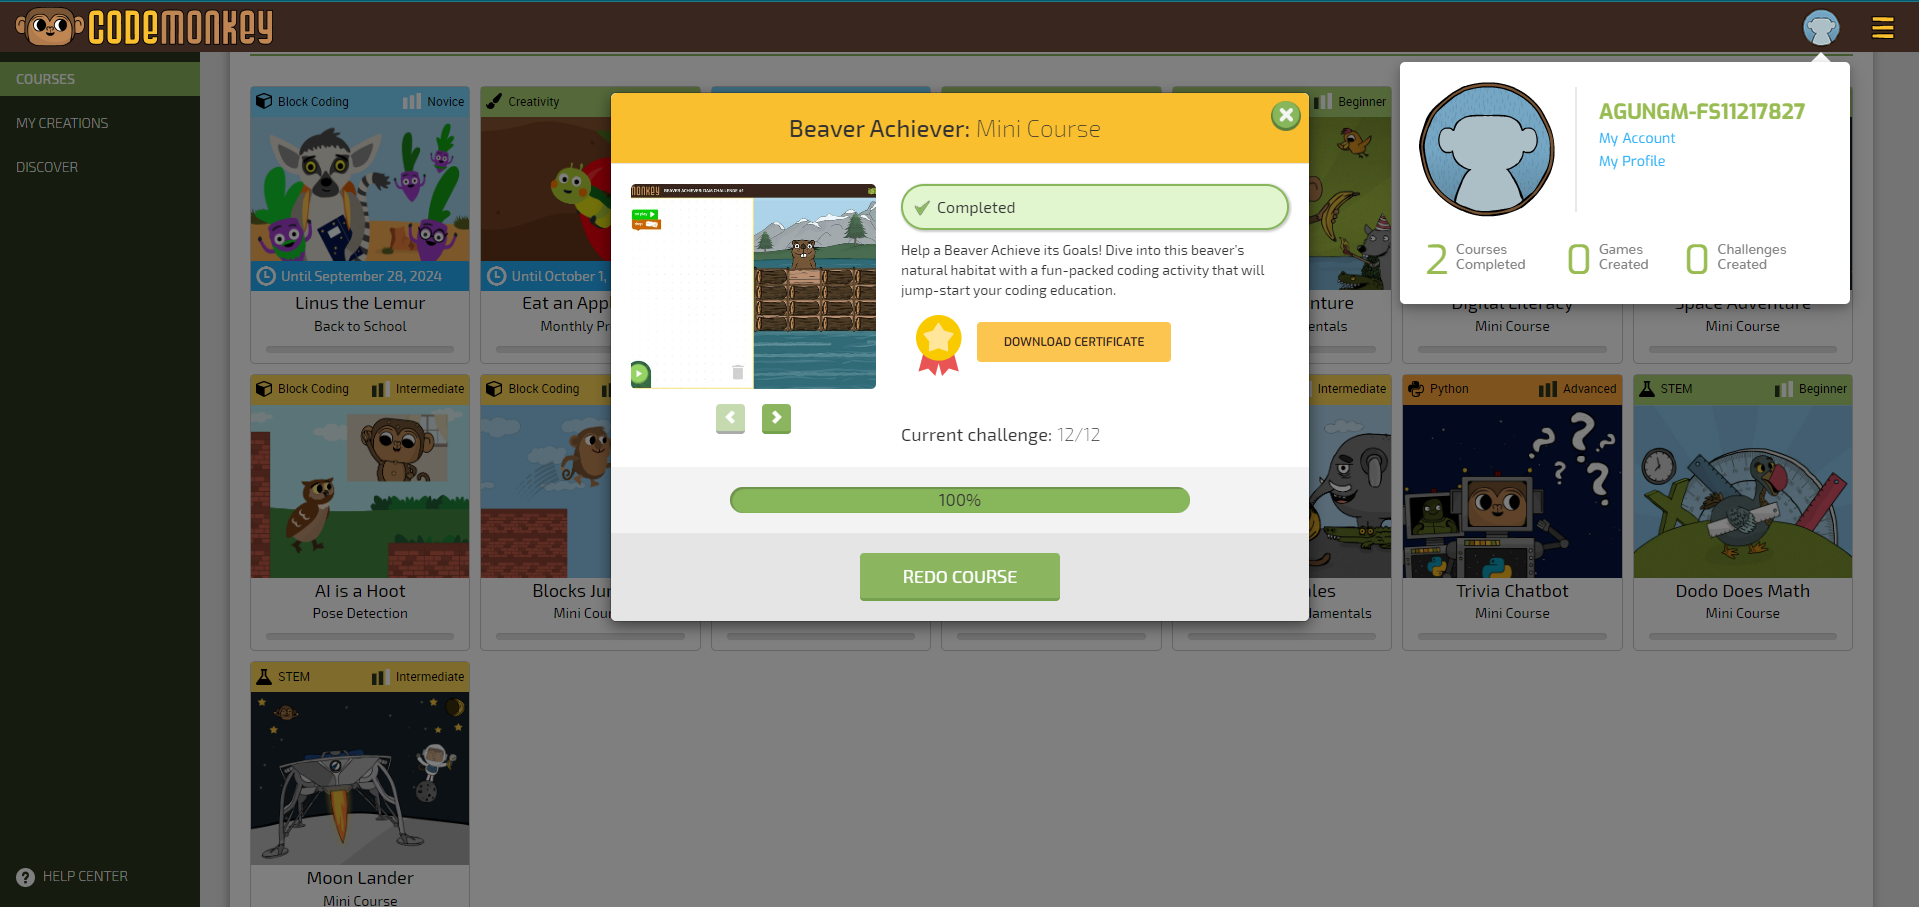 CODEMONKEY
COURSES
MY CREATIONS
DISCOVER
HELP CENTER
Block Coding Novice
Until September 28, 2024
Linus the Lemur
Back to School
Creativity
Until October 1,
Eat an App
Monthly Pr
Beginner
nture
entals
Digital Literacy
Mini Course
Space Adventure
Mini Course
Block Coding Intermediate
AI is a Hoot
Pose Detection
Block Coding
Blocks Ju
Mini Cou
Intermediate
les
damentals
Python Advanced
Trivia Chatbot
Mini Course
STEM Beginner
Dodo Does Math
Mini Course
STEM Intermediate
Moon Lander
Mini Course
Beaver Achiever: Mini Course
Completed
Help a Beaver Achieve its Goals! Dive into this beaver's
natural habitat with a fun-packed coding activity that will
jump-start your coding education.
DOWNLOAD CERTIFICATE
Current challenge: 12/12
100%
REDO COURSE
AGUNGM-FS11217827
My Account
My Profile
2 Courses Completed
0 Games Created
0 Challenges Created